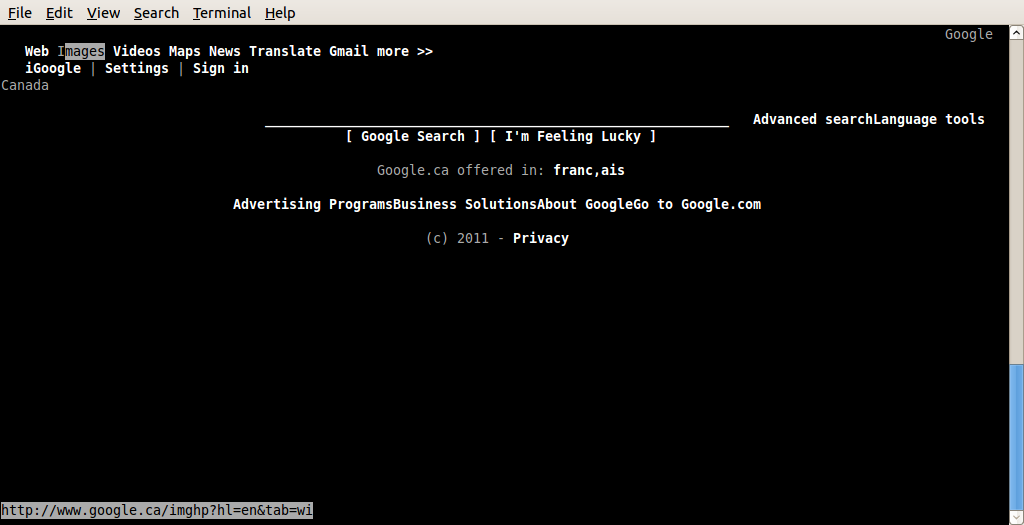 File Edit View Search Terminal Help
Google
Web Images Videos Maps News Translate Gmail more >>
iGoogle | Settings | Sign in
Canada
Advanced searchLanguage tools
[ Google Search ] [ I'm Feeling Lucky ]
Google.ca offered in: franc,ais
Advertising ProgramsBusiness SolutionsAbout GoogleGo to Google.com
(c) 2011 - Privacy
http://www.google.ca/imghp?hl=en&tab=wi